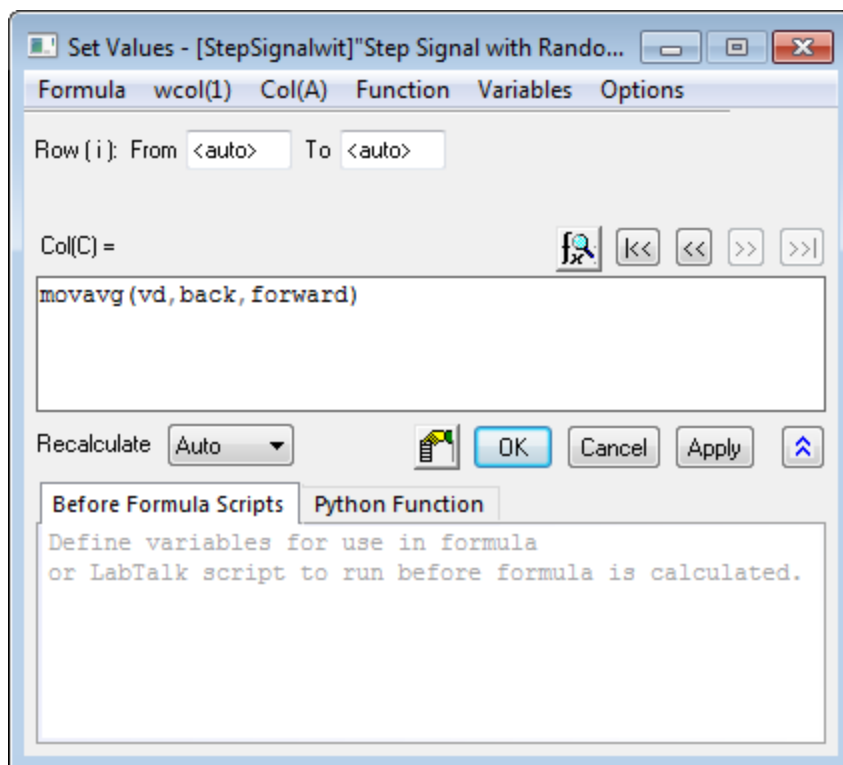 Set Values - [StepSignalwit]"Step Signal with Rando...
Formula wcol(1) Col(A) Function Variables Options
Row ( i ): From <auto> To <auto>
Col(C) =
fx |<< << >> >>|
movavg(vd,back,forward)
Recalculate Auto OK Cancel Apply
Before Formula Scripts Python Function
Define variables for use in formula
or LabTalk script to run before formula is calculated.